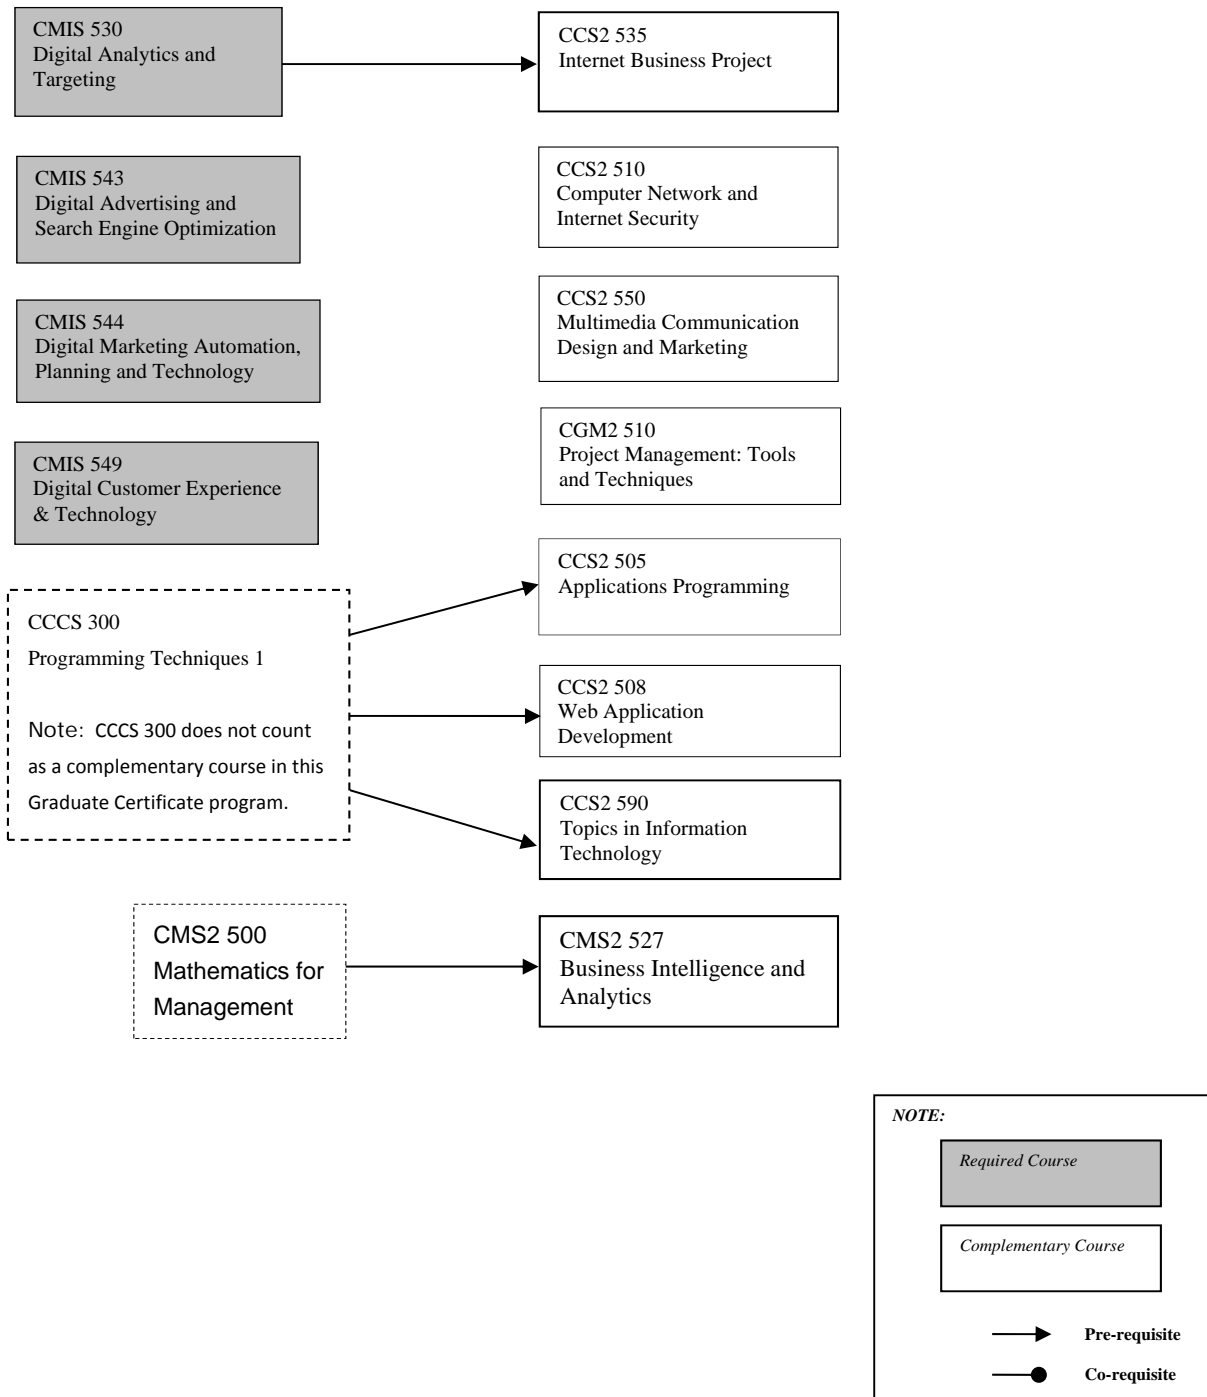 CMIS 530
Digital Analytics and
Targeting
CCS2 535
Internet Business Project
CMIS 543
Digital Advertising and
Search Engine Optimization
CCS2 510
Computer Network and
Internet Security
CMIS 544
Digital Marketing Automation,
Planning and Technology
CCS2 550
Multimedia Communication
Design and Marketing
CMIS 549
Digital Customer Experience
& Technology
CGM2 510
Project Management: Tools
and Techniques
CCCS 300
Programming Techniques 1
Note: CCCS 300 does not count
as a complementary course in this
Graduate Certificate program.
CCS2 505
Applications Programming
CCS2 508
Web Application
Development
CCS2 590
Topics in Information
Technology
CMS2 500
Mathematics for
Management
CMS2 527
Business Intelligence and
Analytics
NOTE:
Required Course
Complementary Course
Pre-requisite
Co-requisite